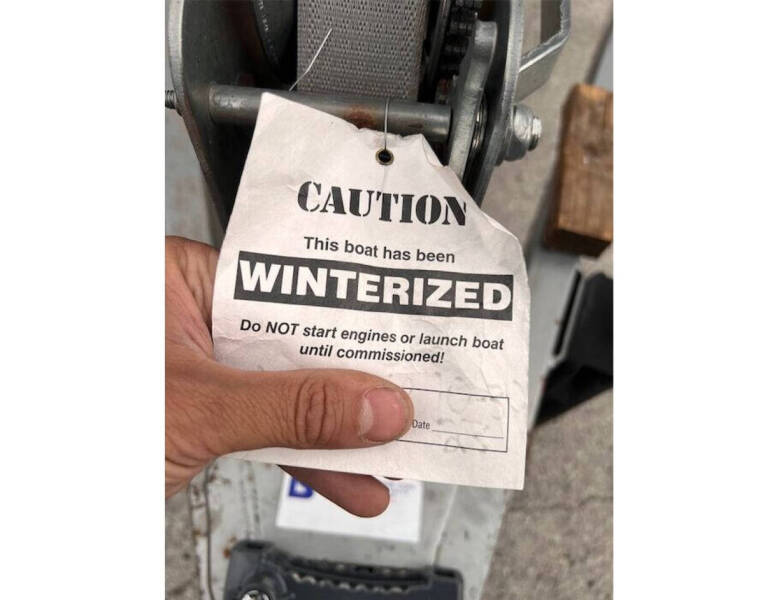 CAUTION
This boat has been
WINTERIZED
Do NOT start engines or launch boat
until commissioned!
Date